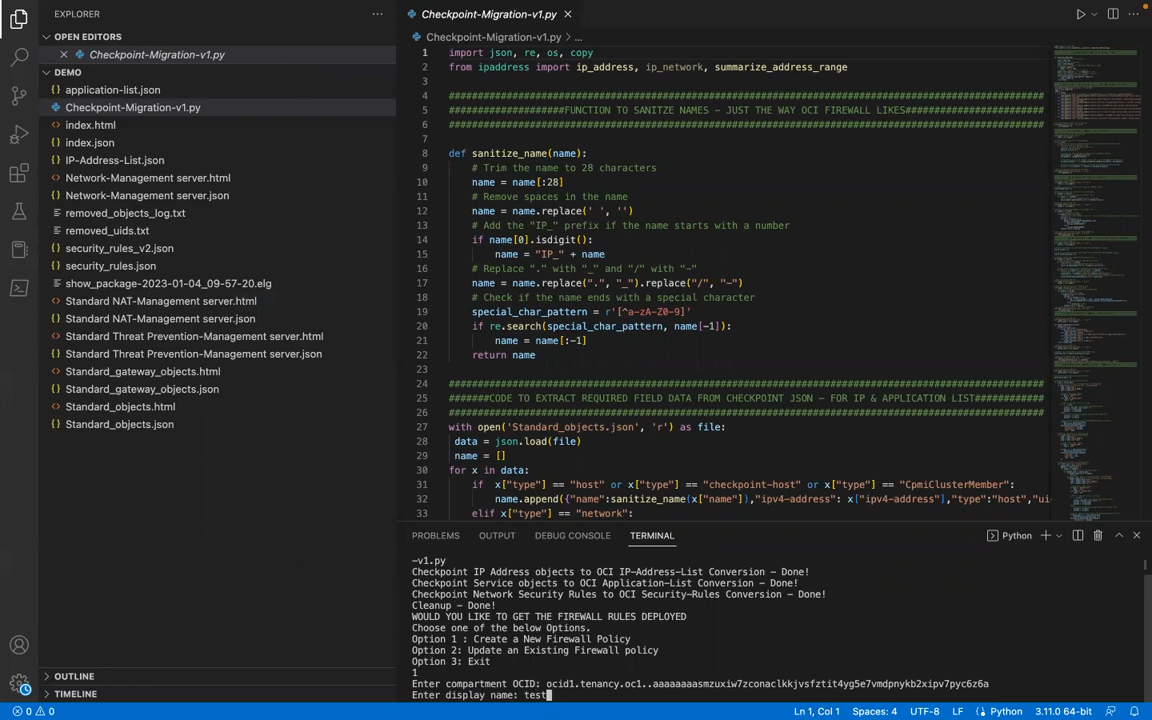 EXPLORER
OPEN EDITORS
Checkpoint-Migration-v1.py
DEMO
application-list.json
Checkpoint-Migration-v1.py
index.html
index.json
IP-Address-List.json
Network-Management server.html
Network-Management server.json
removed_objects_log.txt
removed_uids.txt
security_rules_v2.json
security_rules.json
show_package-2023-01-04_09-57-20.elg
Standard NAT-Management server.html
Standard NAT-Management server.json
Standard Threat Prevention-Management server.html
Standard Threat Prevention-Management server.json
Standard_gateway_objects.html
Standard_gateway_objects.json
Standard_objects.html
Standard_objects.json
OUTLINE
TIMELINE
Checkpoint-Migration-v1.py
Checkpoint-Migration-v1.py > ...
1 import json, re, os, copy
2 from ipaddress import ip_address, ip_network, summarize_address_range
3
4 #######################################################################################################
5 ####################FUNCTION TO SANITZE NAMES - JUST THE WAY OCI FIREWALL LIKES########################
6 #######################################################################################################
7
8 def sanitize_name(name):
9 # Trim the name to 28 characters
10 name = name[:28]
11 # Remove spaces in the name
12 name = name.replace(' ', '')
13 # Add the "IP_" prefix if the name starts with a number
14 if name[0].isdigit():
15 name = "IP_" + name
16 # Replace "." with "_" and "/" with "-"
17 name = name.replace(".", "_").replace("/", "-")
18 # Check if the name ends with a special character
19 special_char_pattern = r'[^a-zA-Z0-9]'
20 if re.search(special_char_pattern, name[-1]):
21 name = name[:-1]
22 return name
23
24 #######################################################################################################
25 #######CODE TO EXTRACT REQUIRED FIELD DATA FROM CHECKPOINT JSON - FOR IP & APPLICATION LIST############
26 #######################################################################################################
27 with open('Standard_objects.json', 'r') as file:
28 data = json.load(file)
29 name = []
30 for x in data:
31 if x["type"] == "host" or x["type"] == "checkpoint-host" or x["type"] == "CpmiClusterMember":
32 name.append({"name":sanitize_name(x["name"]),"ipv4-address": x["ipv4-address"],"type":"host","ui
33 elif x["type"] == "network":
PROBLEMS OUTPUT DEBUG CONSOLE TERMINAL
Python
-v1.py
Checkpoint IP Address objects to OCI IP-Address-List Conversion - Done!
Checkpoint Service objects to OCI Application-List Conversion - Done!
Checkpoint Network Security Rules to OCI Security-Rules Conversion - Done!
Cleanup - Done!
WOULD YOU LIKE TO GET THE FIREWALL RULES DEPLOYED
Choose one of the below Options.
Option 1 : Create a New Firewall Policy
Option 2: Update an Existing Firewall policy
Option 3: Exit
1
Enter compartment OCID: ocid1.tenancy.oc1..aaaaaaaasmzuxiw7zconaclkkjvsfztit4yg5e7vmdpnykb2xipv7pyc6z6a
Enter display name: test
0 0 Ln 1, Col 1 Spaces: 4 UTF-8 LF Python 3.11.0 64-bit